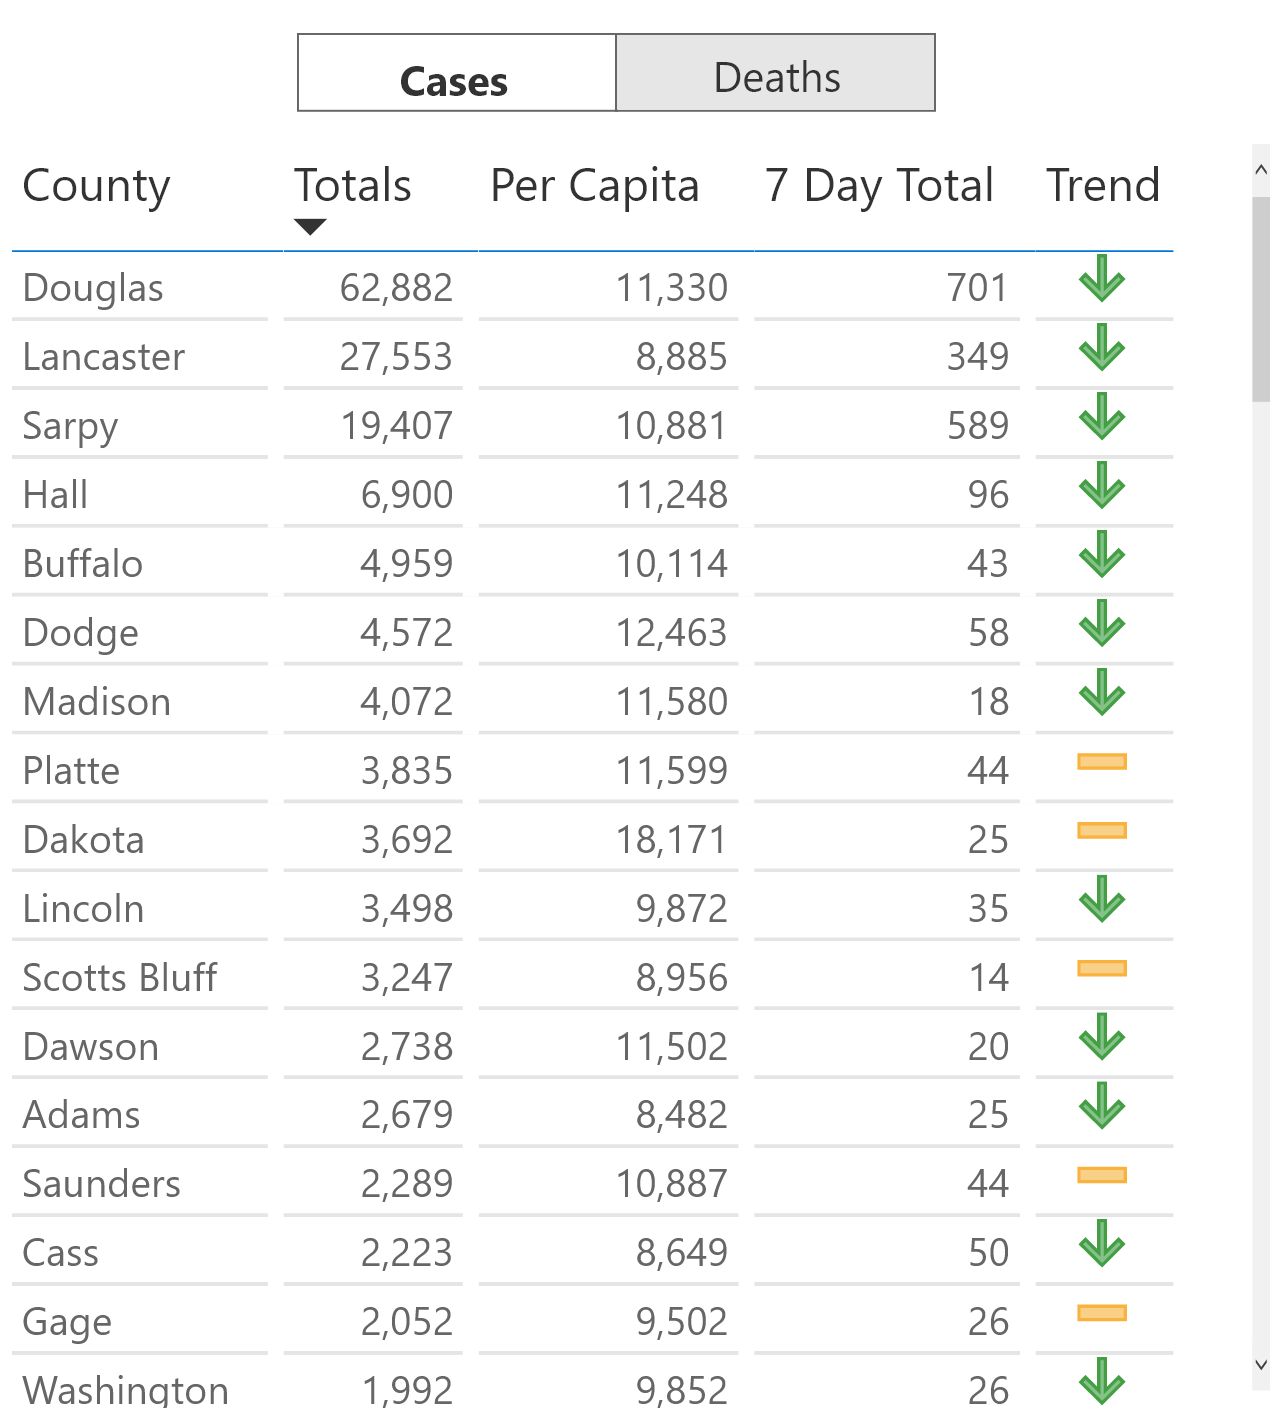 Cases Deaths
County Totals Per Capita 7 Day Total Trend
Douglas 62,882 11,330 701
Lancaster 27,553 8,885 349
Sarpy 19,407 10,881 589
Hall 6,900 11,248 96
Buffalo 4,959 10,114 43
Dodge 4,572 12,463 58
Madison 4,072 11,580 18
Platte 3,835 11,599 44
Dakota 3,692 18,171 25
Lincoln 3,498 9,872 35
Scotts Bluff 3,247 8,956 14
Dawson 2,738 11,502 20
Adams 2,679 8,482 25
Saunders 2,289 10,887 44
Cass 2,223 8,649 50
Gage 2,052 9,502 26
Washington 1,992 9,852 26